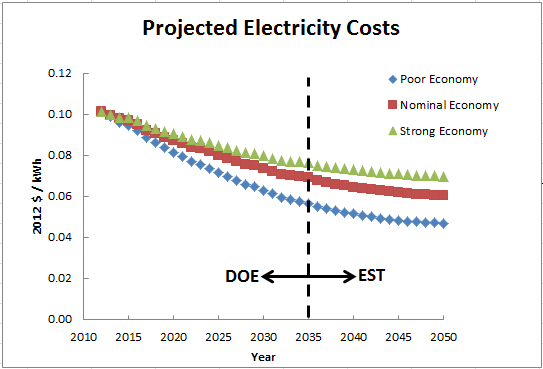 Projected Electricity Costs
0.12
0.10
0.08
0.06
0.04
0.02
0.00
2012 $ / kWh
Poor Economy
Nominal Economy
Strong Economy
DOE
EST
2010 2015 2020 2025 2030 2035 2040 2045 2050
Year